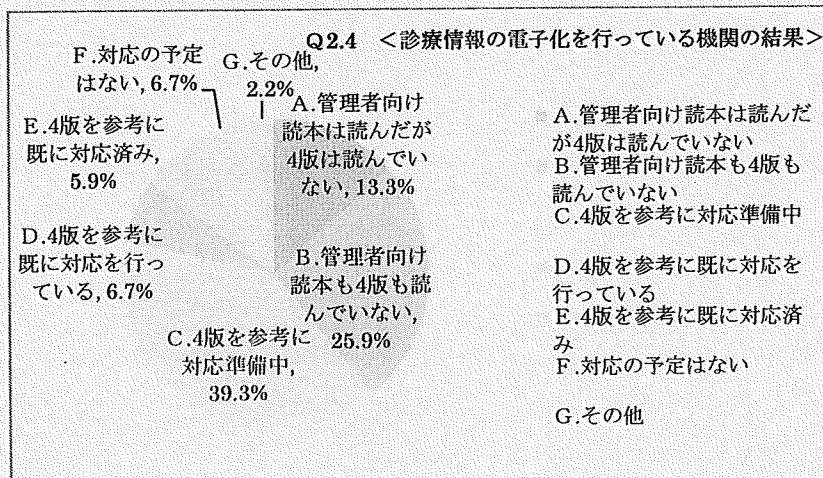 Q2.4 <診療情報の電子化を行っている機関の結果>
F.対応の予定
はない, 6.7%
G.その他,
2.2%
A.管理者向け
読本は読んだが
4版は読んでい
ない, 13.3%
E.4版を参考に
既に対応済み,
5.9%
D.4版を参考に
既に対応を行っ
ている, 6.7%
B.管理者向け
読本も4版も読
んでいない,
25.9%
C.4版を参考に
対応準備中,
39.3%
A.管理者向け読本は読んだ
が4版は読んでいない
B.管理者向け読本も4版も
読んでいない
C.4版を参考に対応準備中
D.4版を参考に既に対応を
行っている
E.4版を参考に既に対応済
み
F.対応の予定はない
G.その他